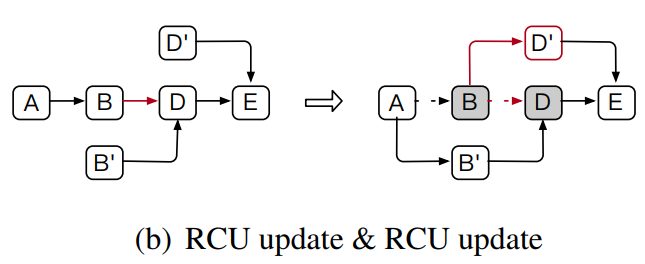 D' D'
A B D E A B D E
B' B'
(b) RCU update & RCU update